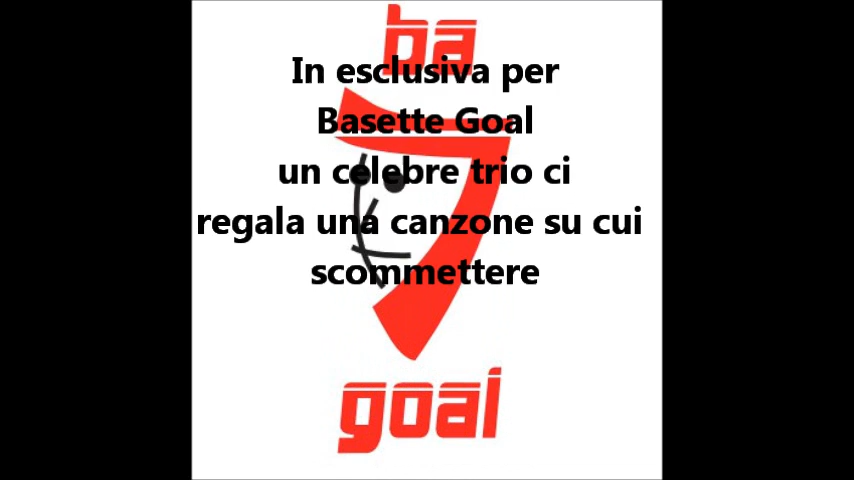 ba
In esclusiva per
Basette Goal
un celebre trio ci
regala una canzone su cui
scommettere
goal